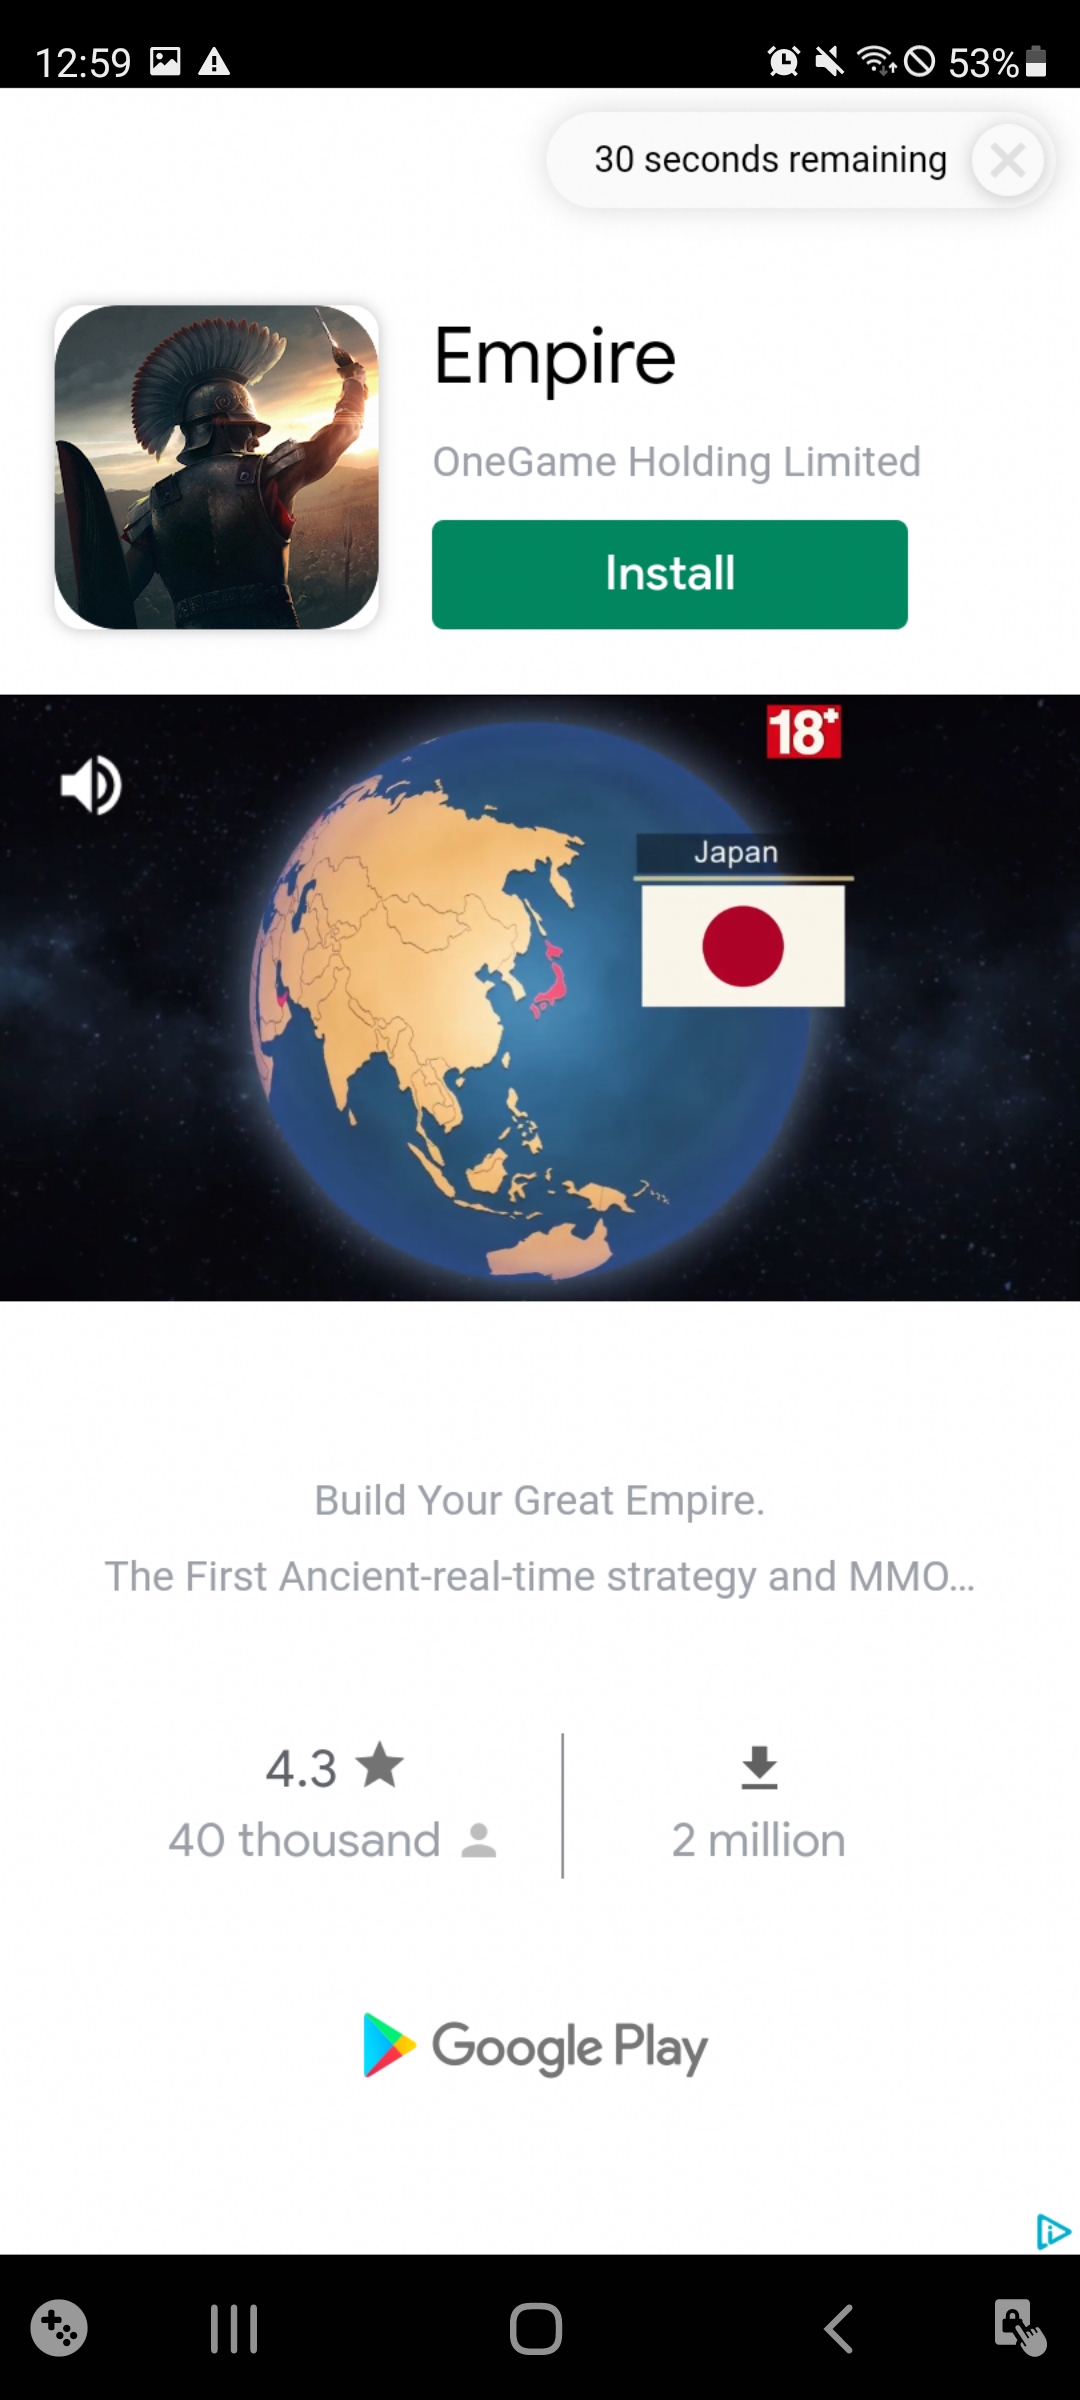 12:59
53%
30 seconds remaining
Empire
OneGame Holding Limited
Install
18+
Japan
Build Your Great Empire.
The First Ancient-real-time strategy and MMO...
4.3
40 thousand
2 million
Google Play